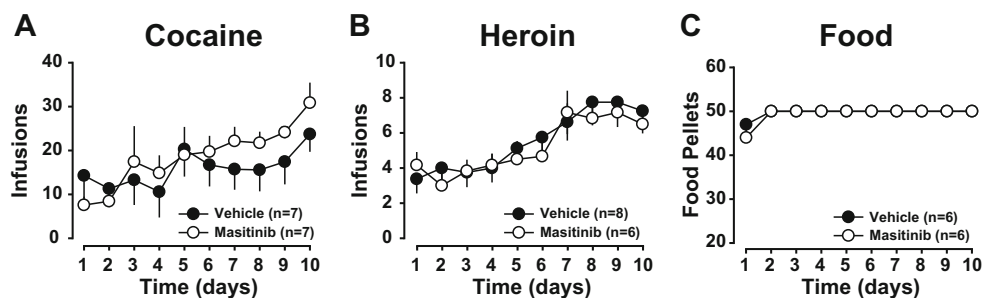 A Cocaine
Infusions
40
30
20
10
0
Vehicle (n=7)
Masitinib (n=7)
1 2 3 4 5 6 7 8 9 10
Time (days)
B Heroin
Infusions
10
8
6
4
2
0
Vehicle (n=8)
Masitinib (n=6)
1 2 3 4 5 6 7 8 9 10
Time (days)
C Food
Food Pellets
60
50
40
30
20
Vehicle (n=6)
Masitinib (n=6)
1 2 3 4 5 6 7 8 9 10
Time (days)